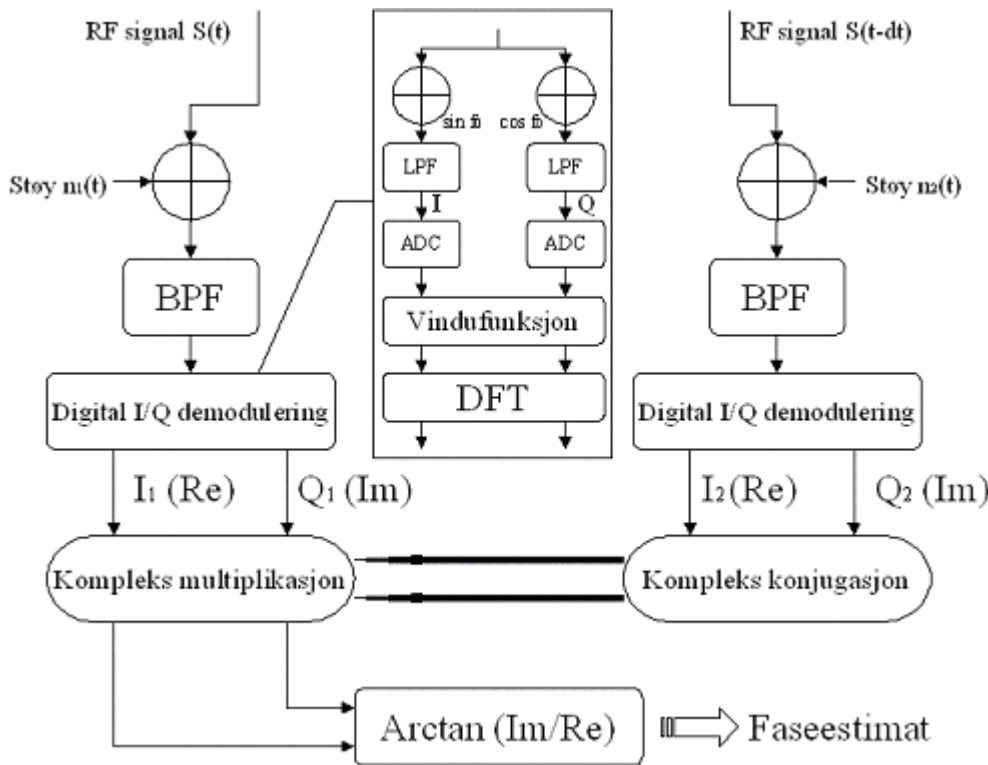 RF signal S(t)
RF signal S(t-dt)
sin f0 cos f0
LPF LPF
I Q
ADC ADC
Vindufunksjon
DFT
Støy n1(t)
Støy n2(t)
BPF
BPF
Digital I/Q demodulering
Digital I/Q demodulering
I1 (Re) Q1 (Im)
I2 (Re) Q2 (Im)
Kompleks multiplikasjon
Kompleks konjugasjon
Arctan (Im/Re)
Faseestimat